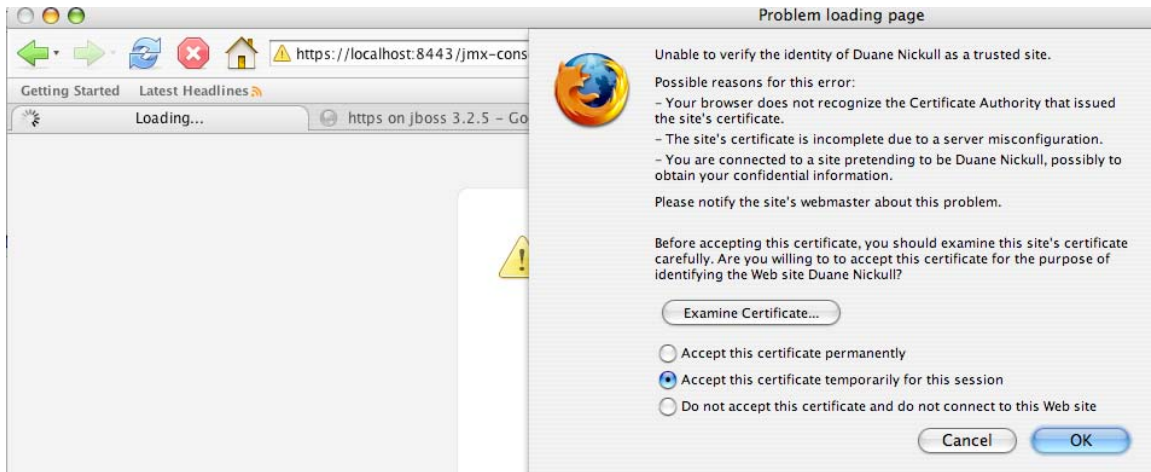 Problem loading page
https://localhost:8443/jmx-cons
Getting Started Latest Headlines
Loading...
https on jboss 3.2.5 – Go
Unable to verify the identity of Duane Nickull as a trusted site.
Possible reasons for this error:
– Your browser does not recognize the Certificate Authority that issued
the site's certificate.
– The site's certificate is incomplete due to a server misconfiguration.
– You are connected to a site pretending to be Duane Nickull, possibly to
obtain your confidential information.
Please notify the site's webmaster about this problem.
Before accepting this certificate, you should examine this site's certificate
carefully. Are you willing to to accept this certificate for the purpose of
identifying the Web site Duane Nickull?
Examine Certificate...
Accept this certificate permanently
Accept this certificate temporarily for this session
Do not accept this certificate and do not connect to this Web site
Cancel OK